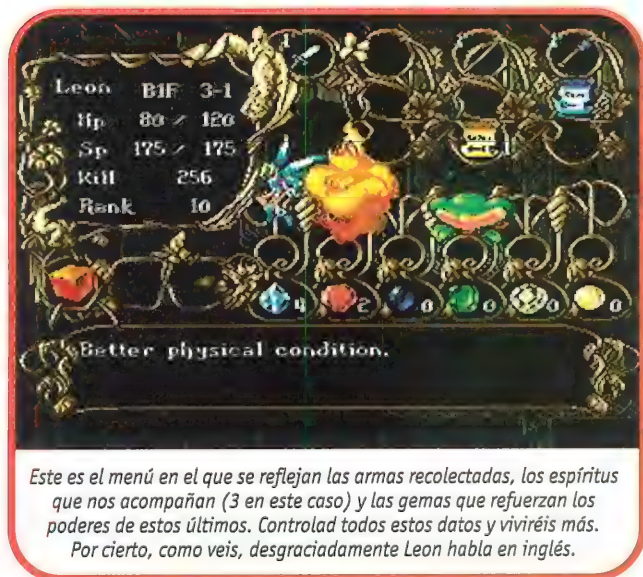 1
Leon B1F 3-1
Hp 80 / 120
Sp 175 / 175
Kill 256
Rank 10
1
4 2 0 0 0 0
Better physical condition.
Este es el menú en el que se reflejan las armas recolectadas, los espíritus
que nos acompañan (3 en este caso) y las gemas que refuerzan los
poderes de estos últimos. Controlad todos estos datos y viviréis más.
Por cierto, como veis, desgraciadamente Leon habla en inglés.